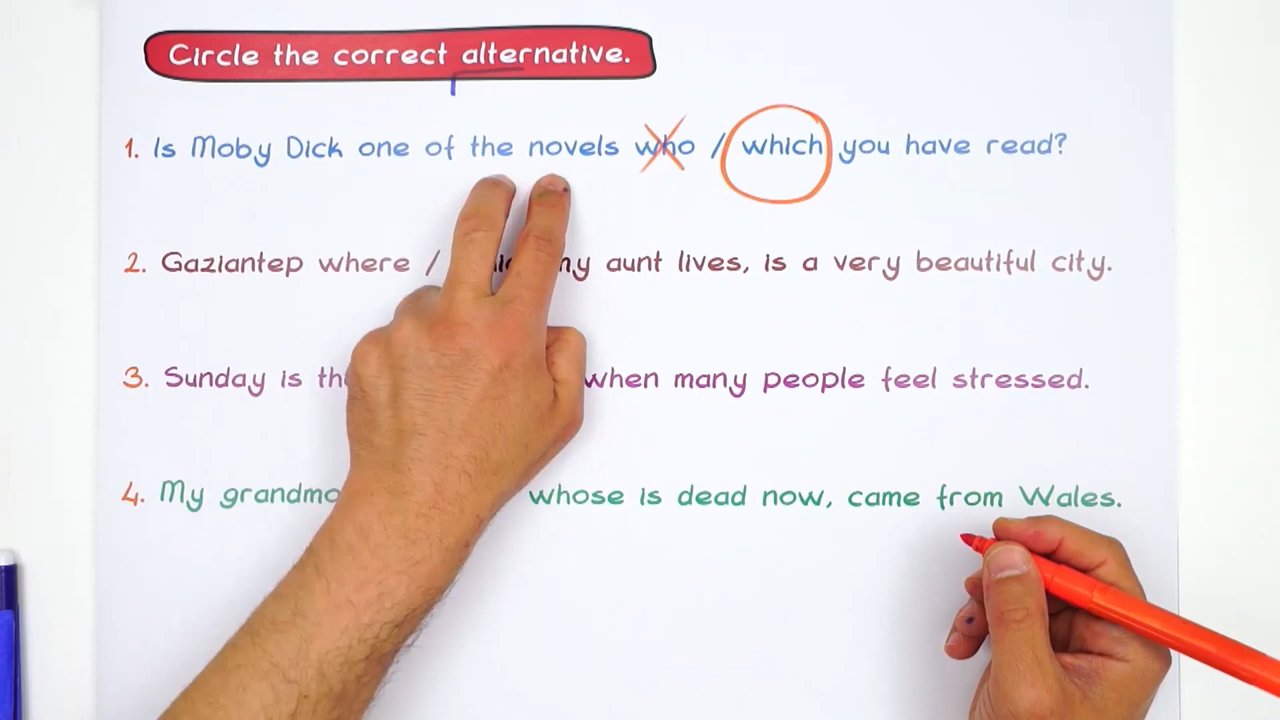 Circle the correct alternative.
1. Is Moby Dick one of the novels who / which you have read?
2. Gaziantep where / my aunt lives, is a very beautiful city.
3. Sunday is when many people feel stressed.
4. My whose is dead now, came from Wales.